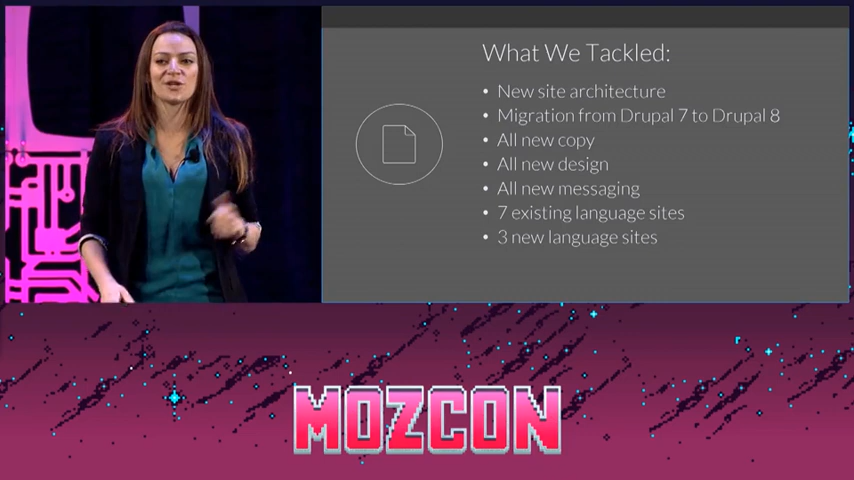 What We Tackled:
• New site architecture
• Migration from Drupal 7 to Drupal 8
• All new copy
• All new design
• All new messaging
• 7 existing language sites
• 3 new language sites
MOZCON